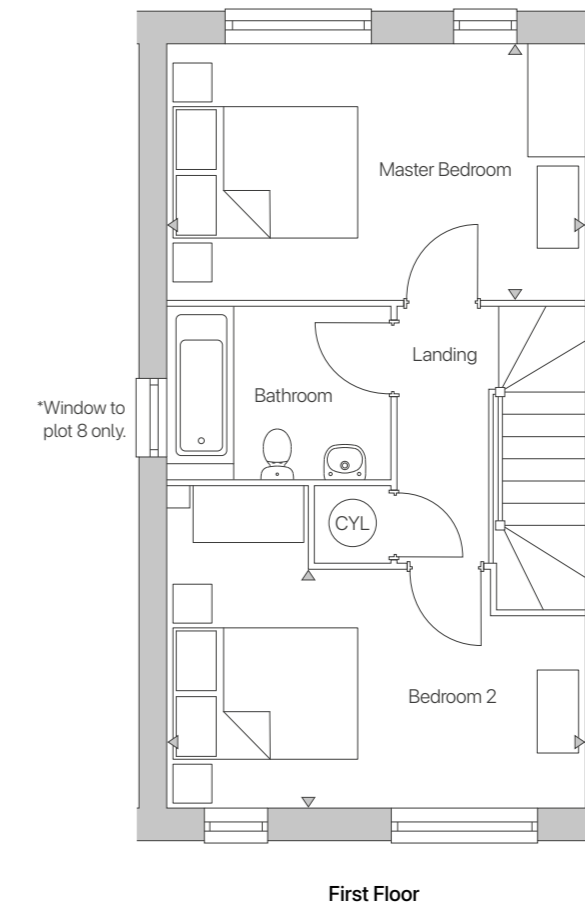 Master Bedroom
Landing
Bathroom
*Window to
plot 8 only.
CYL
Bedroom 2
First Floor